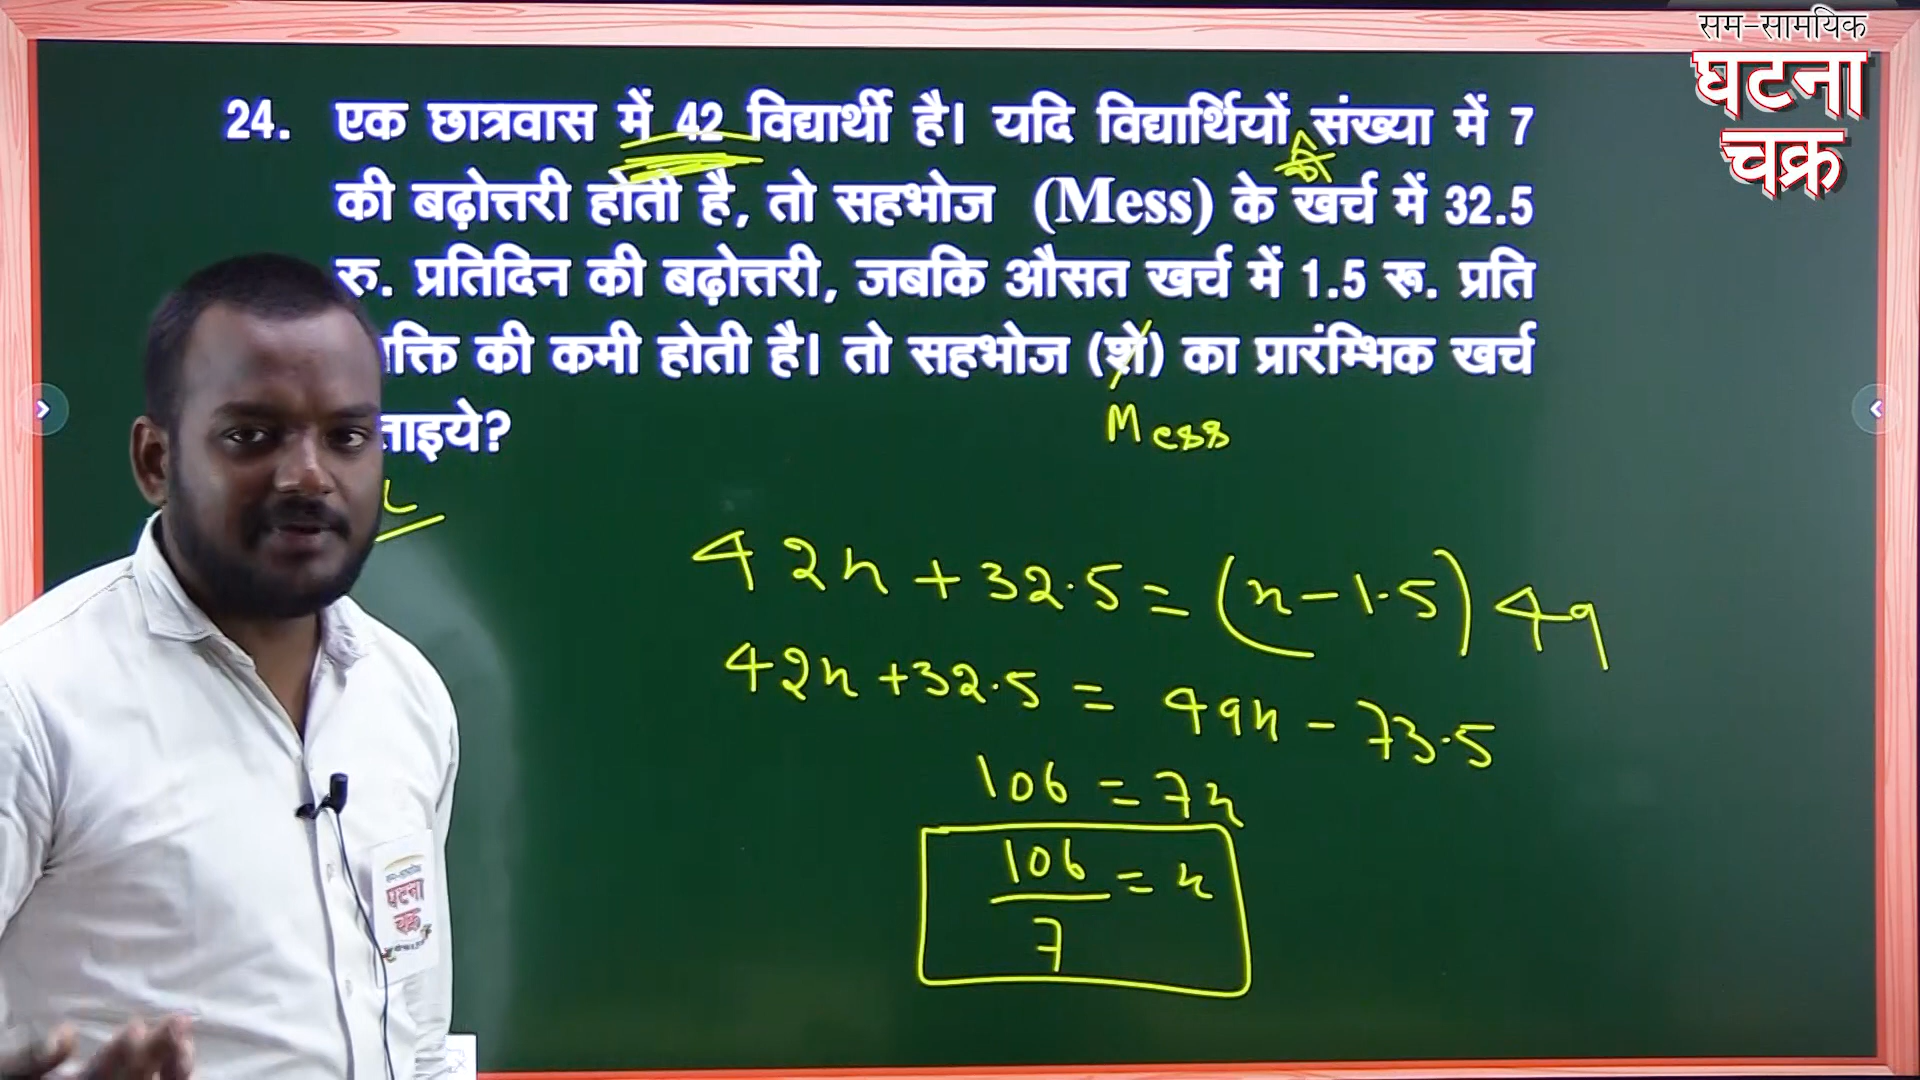 सम-सामयिक
घटना
चक्र
24. एक छात्रवास में 42 विद्यार्थी है। यदि विद्यार्थियों संख्या में 7
की बढ़ोत्तरी होती है, तो सहभोज (Mess) के खर्च में 32.5
रु. प्रतिदिन की बढ़ोत्तरी, जबकि औसत खर्च में 1.5 रू. प्रति
क्ति की कमी होती है। तो सहभोज (शे) का प्रारंम्भिक खर्च
ताइये?
Mess
42x + 32.5 = (x - 1.5) 49
42x + 32.5 = 49x - 73.5
106 = 7x
106/7 = x
घटना
चक्र